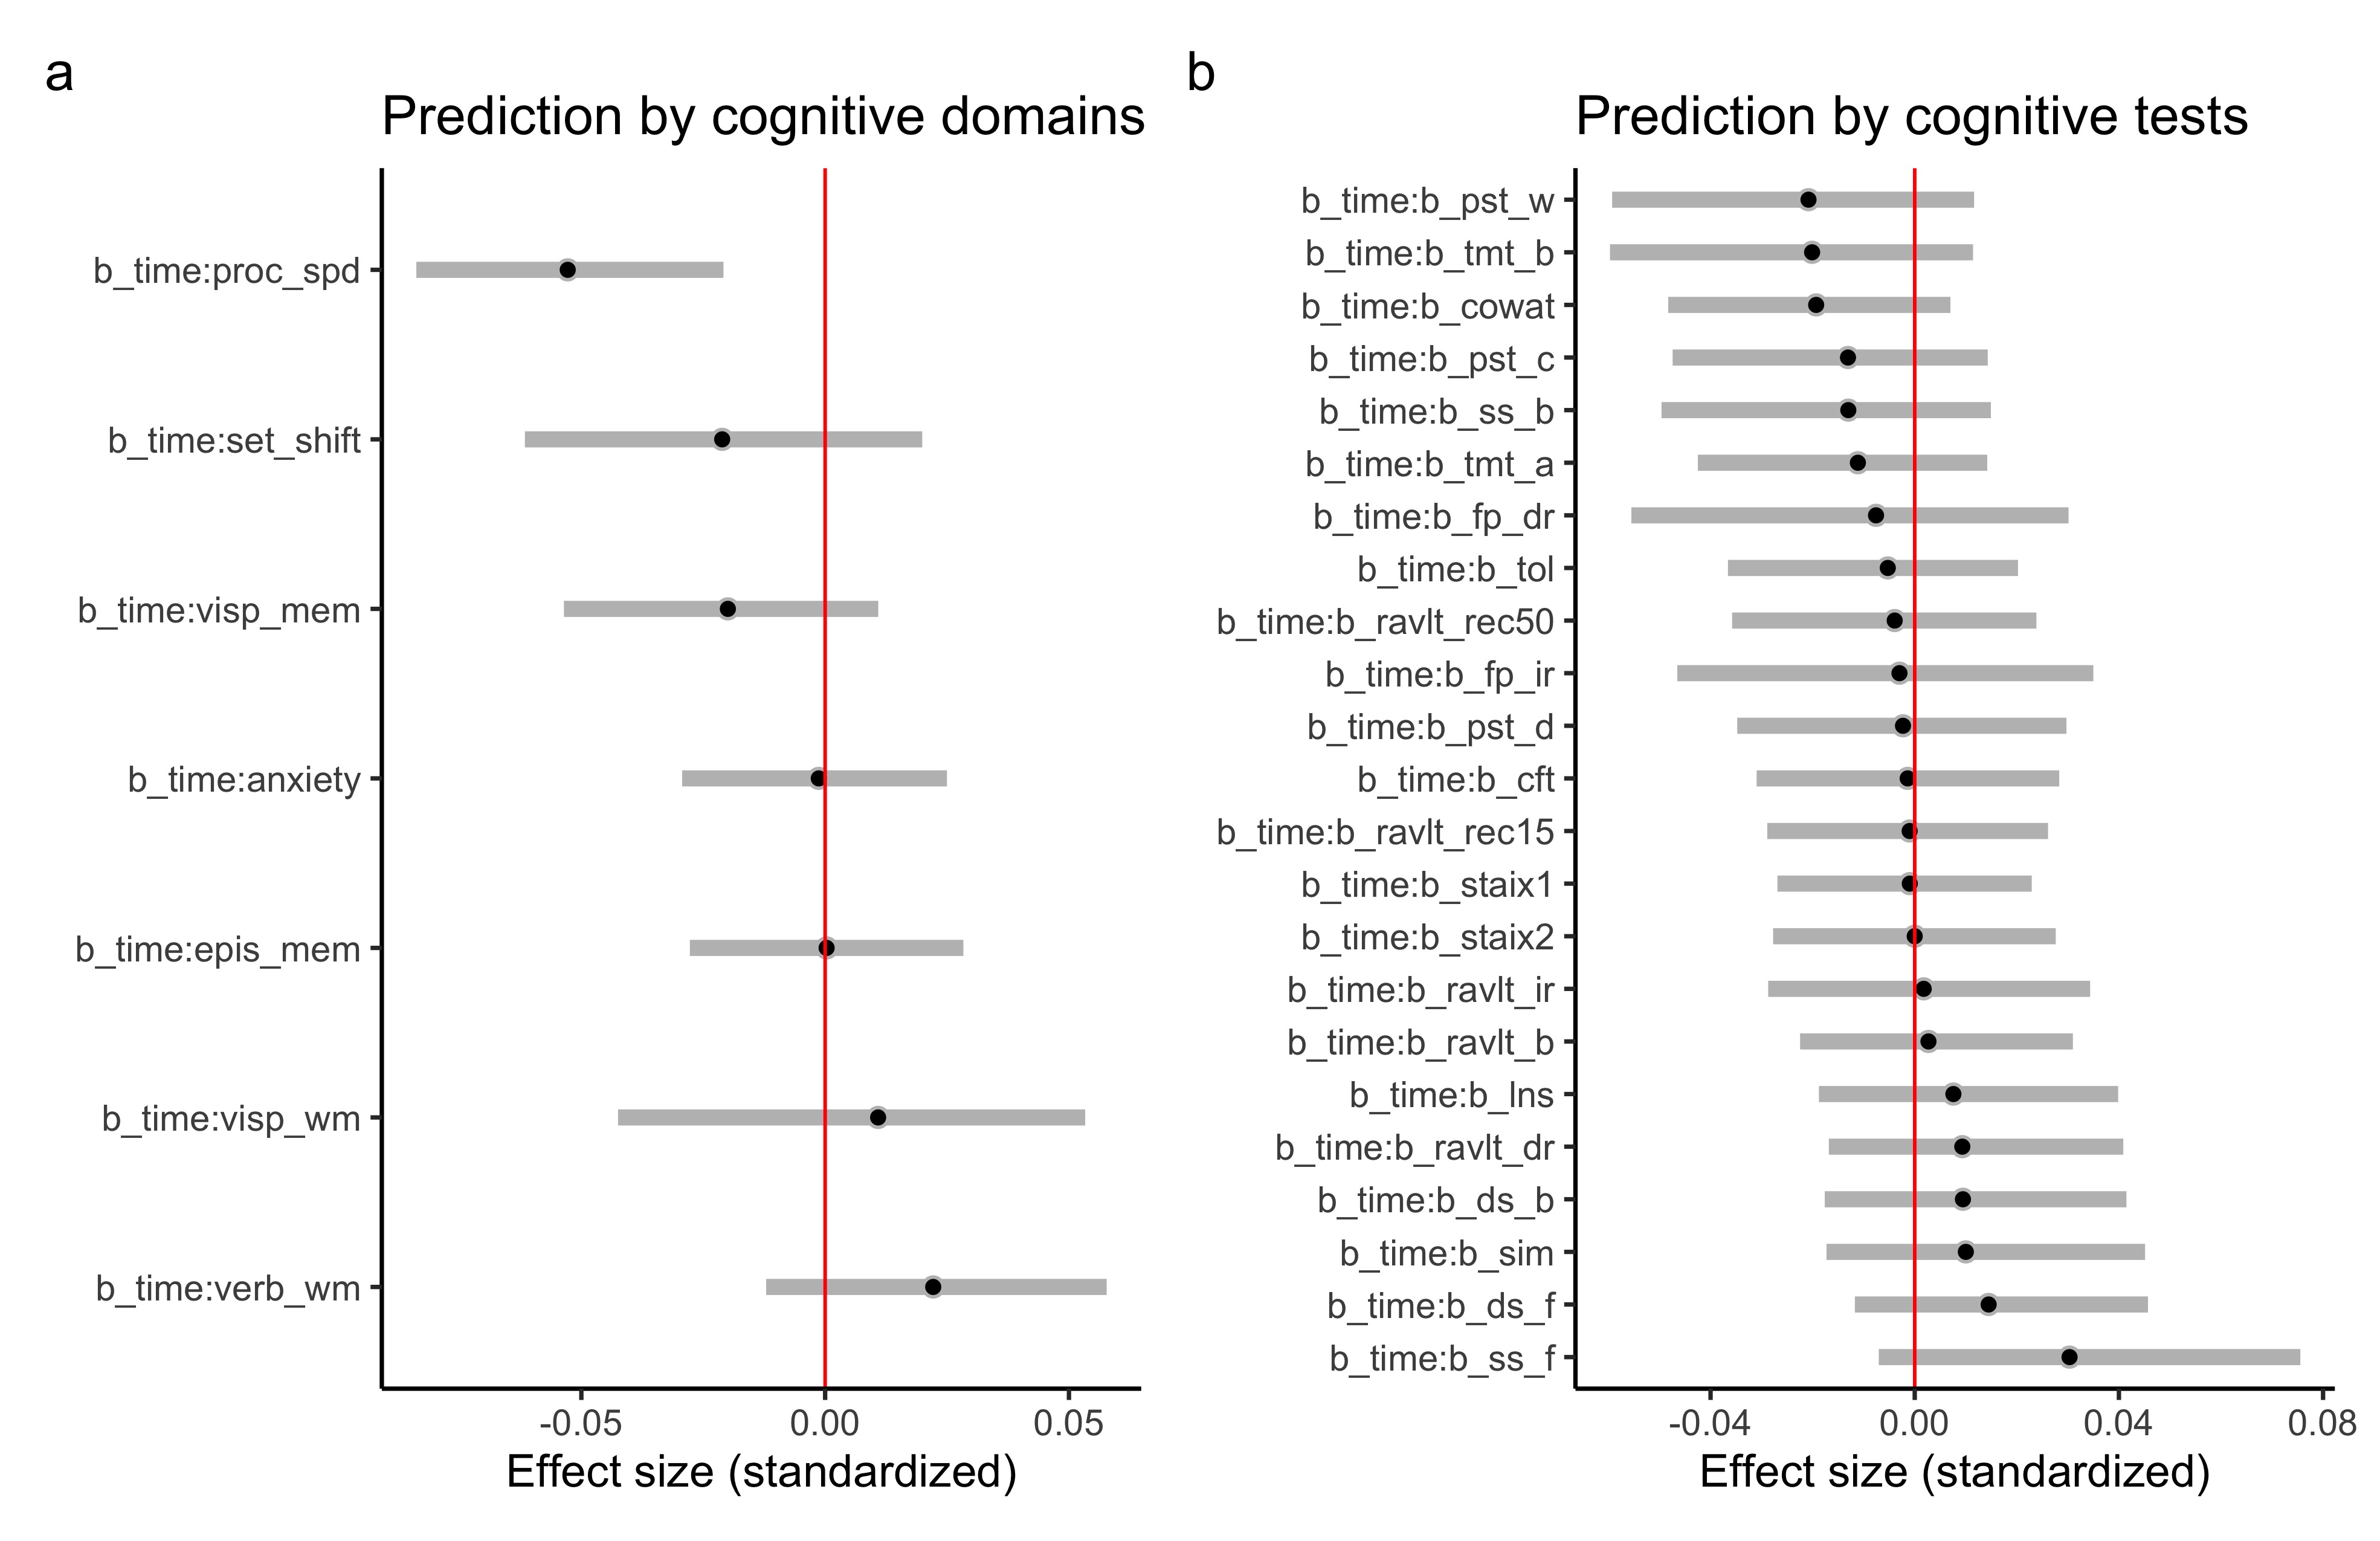 a
Prediction by cognitive domains
b_time:proc_spd
b_time:set_shift
b_time:visp_mem
b_time:anxiety
b_time:epis_mem
b_time:visp_wm
b_time:verb_wm
-0.05 0.00 0.05
Effect size (standardized)
b
Prediction by cognitive tests
b_time:b_pst_w
b_time:b_tmt_b
b_time:b_cowat
b_time:b_pst_c
b_time:b_ss_b
b_time:b_tmt_a
b_time:b_fp_dr
b_time:b_tol
b_time:b_ravlt_rec50
b_time:b_fp_ir
b_time:b_pst_d
b_time:b_cft
b_time:b_ravlt_rec15
b_time:b_staix1
b_time:b_staix2
b_time:b_ravlt_ir
b_time:b_ravlt_b
b_time:b_lns
b_time:b_ravlt_dr
b_time:b_ds_b
b_time:b_sim
b_time:b_ds_f
b_time:b_ss_f
-0.04 0.00 0.04 0.08
Effect size (standardized)